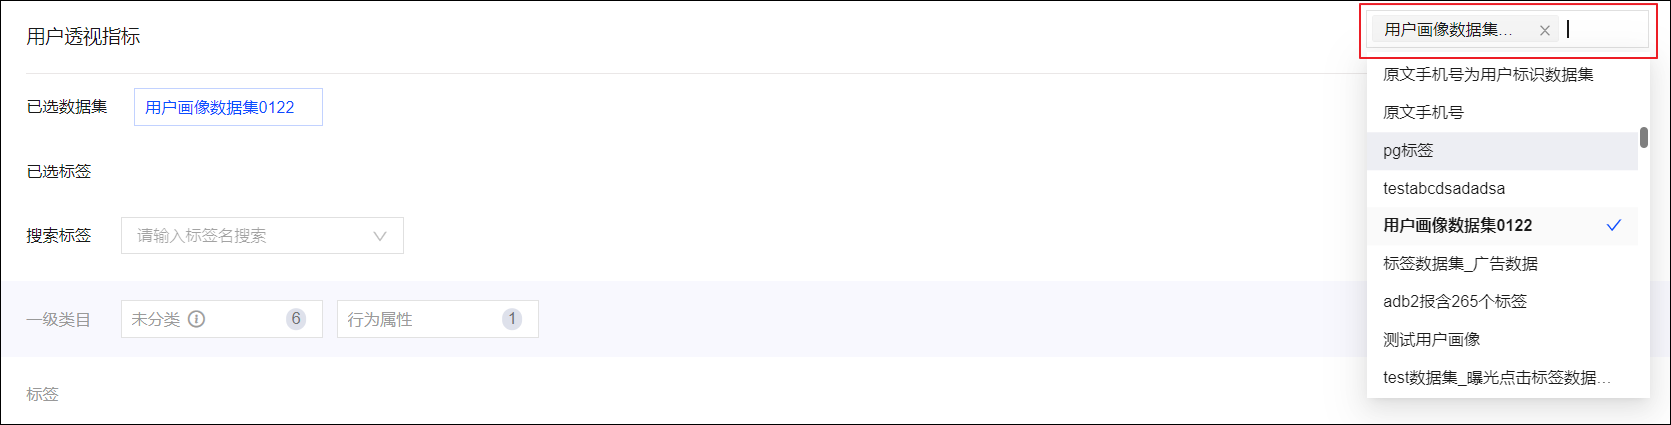 用户透视指标
用户画像数据集...
已选数据集 用户画像数据集0122
已选标签
搜索标签 请输入标签名搜索
一级类目 未分类 6 行为属性 1
标签
原文手机号为用户标识数据集
原文手机号
pg标签
testabcdsadadsa
用户画像数据集0122
标签数据集_广告数据
adb2报含265个标签
测试用户画像
test数据集_曝光点击标签数据...